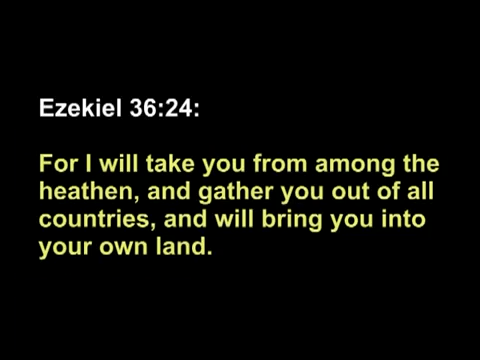 Ezekiel 36:24:
For I will take you from among the
heathen, and gather you out of all
countries, and will bring you into
your own land.